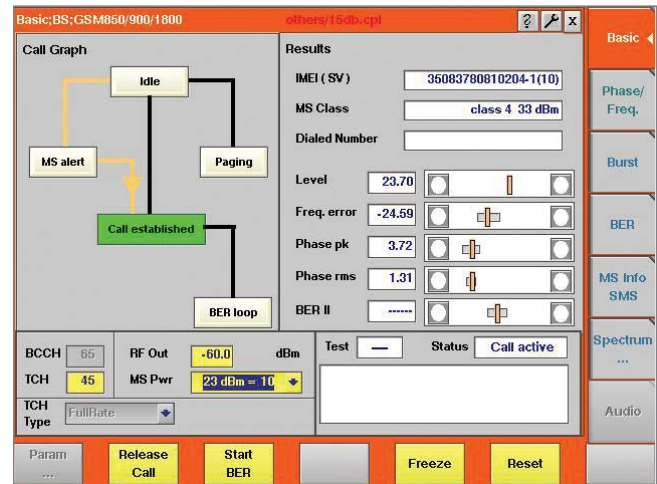 Basic;BS;GSM850/900/1800 others/15db.cpl ? x
Basic
Call Graph
Idle
MS alert
Paging
Call established
BER loop
Results
IMEI ( SV ) 35083780810204-1(10)
MS Class class 4 33 dBm
Dialed Number
Level 23.70
Freq. error -24.59
Phase pk 3.72
Phase rms 1.31
BER II ------
Phase/
Freq.
Burst
BER
MS Info
SMS
Spectrum
...
Audio
BCCH 65 RF Out -60.0 dBm
TCH 45 MS Pwr 23 dBm = 10
TCH
Type FullRate
Test — Status Call active
Param
...
Release
Call
Start
BER
Freeze
Reset